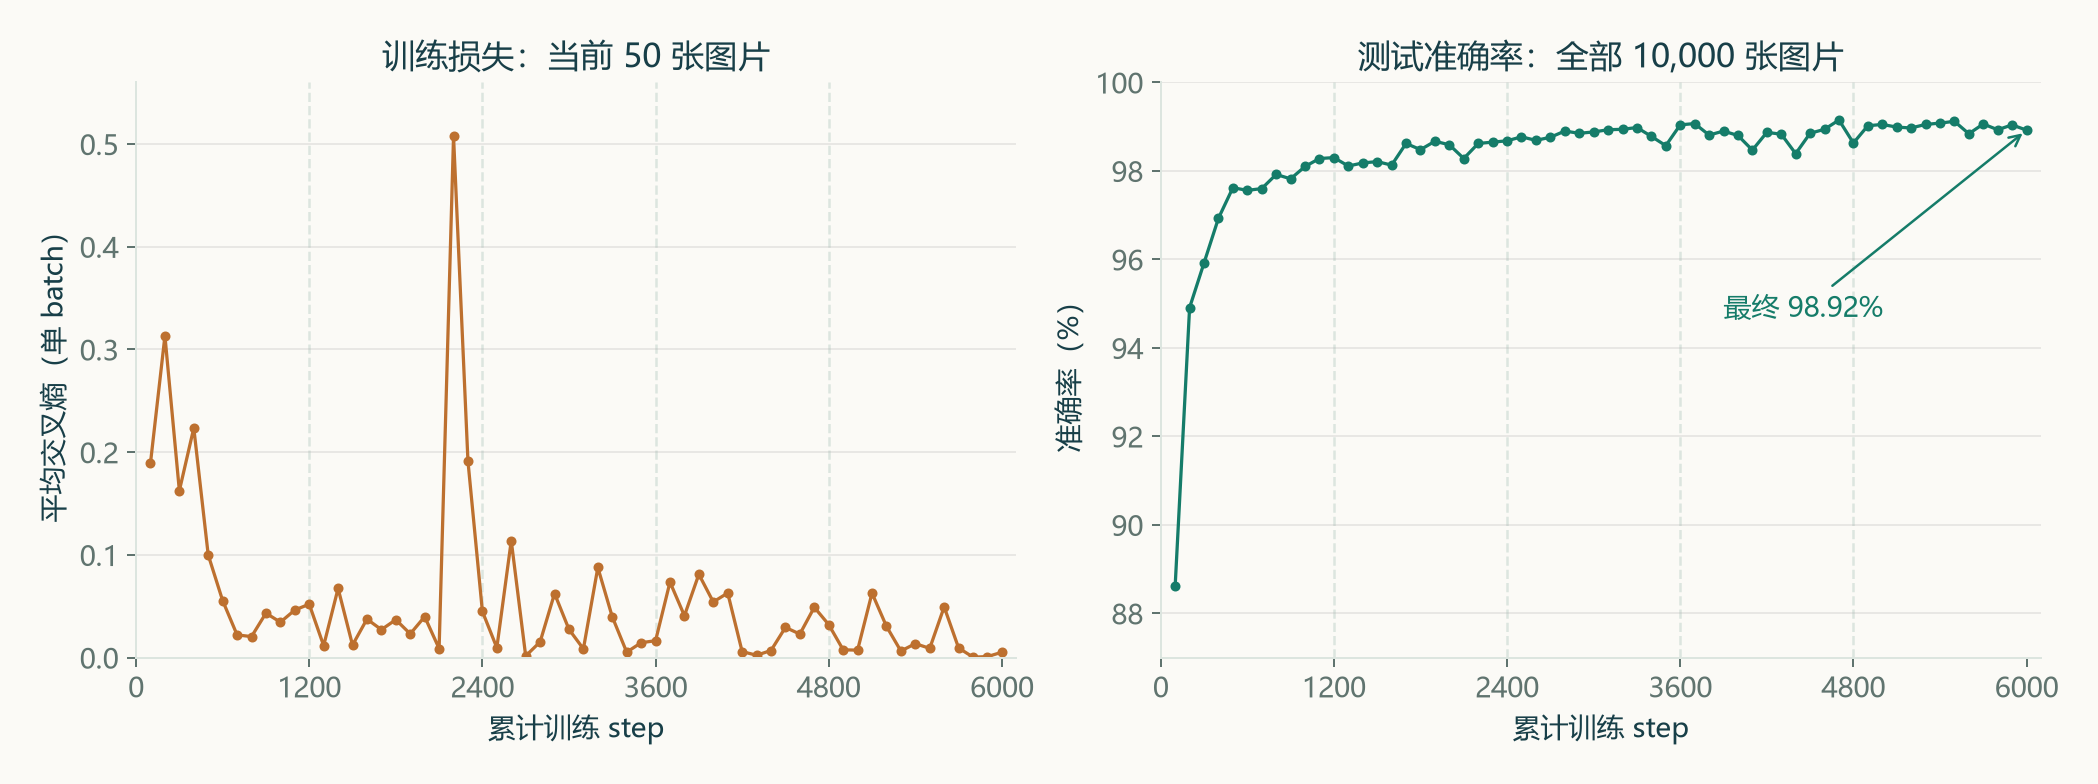 训练损失：当前 50 张图片
平均交叉熵（单 batch）
0.5
0.4
0.3
0.2
0.1
0.0
0 1200 2400 3600 4800 6000
累计训练 step
测试准确率：全部 10,000 张图片
准确率（%）
100
98
96
94
92
90
88
最终 98.92%
0 1200 2400 3600 4800 6000
累计训练 step